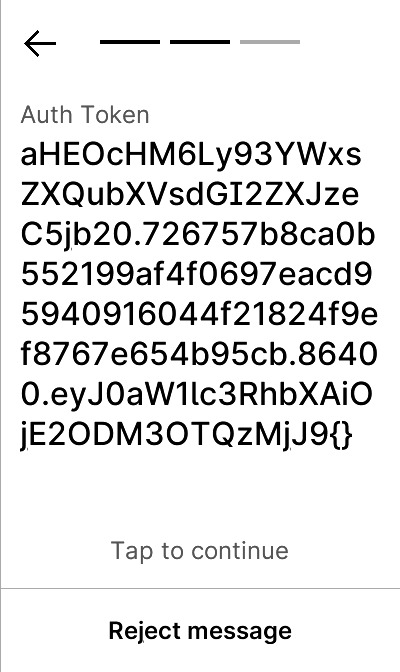 Auth Token
aHEOcHM6Ly93YWxs
ZXQubXVsdGI2ZXJze
C5jb20.726757b8ca0b
552199af4f0697eacd9
5940916044f21824f9e
f8767e654b95cb.8640
0.eyJ0aW1lc3RhbXAiO
jE2ODM3OTQzMjJ9{}
Tap to continue
Reject message